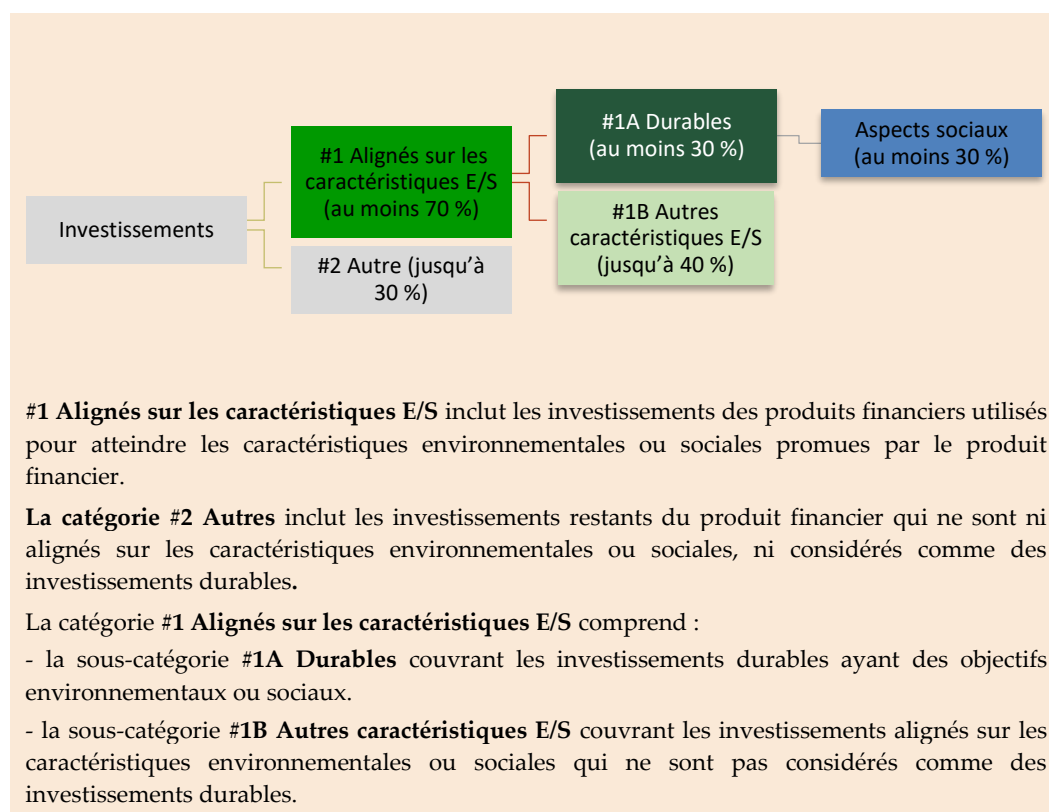 Investissements
#1 Alignés sur les
caractéristiques E/S
(au moins 70 %)
#2 Autre (jusqu’à
30 %)
#1A Durables
(au moins 30 %)
#1B Autres
caractéristiques E/S
(jusqu’à 40 %)
Aspects sociaux
(au moins 30 %)
#1 Alignés sur les caractéristiques E/S inclut les investissements des produits financiers utilisés
pour atteindre les caractéristiques environnementales ou sociales promues par le produit
financier.
La catégorie #2 Autres inclut les investissements restants du produit financier qui ne sont ni
alignés sur les caractéristiques environnementales ou sociales, ni considérés comme des
investissements durables.
La catégorie #1 Alignés sur les caractéristiques E/S comprend :
- la sous-catégorie #1A Durables couvrant les investissements durables ayant des objectifs
environnementaux ou sociaux.
- la sous-catégorie #1B Autres caractéristiques E/S couvrant les investissements alignés sur les
caractéristiques environnementales ou sociales qui ne sont pas considérés comme des
investissements durables.